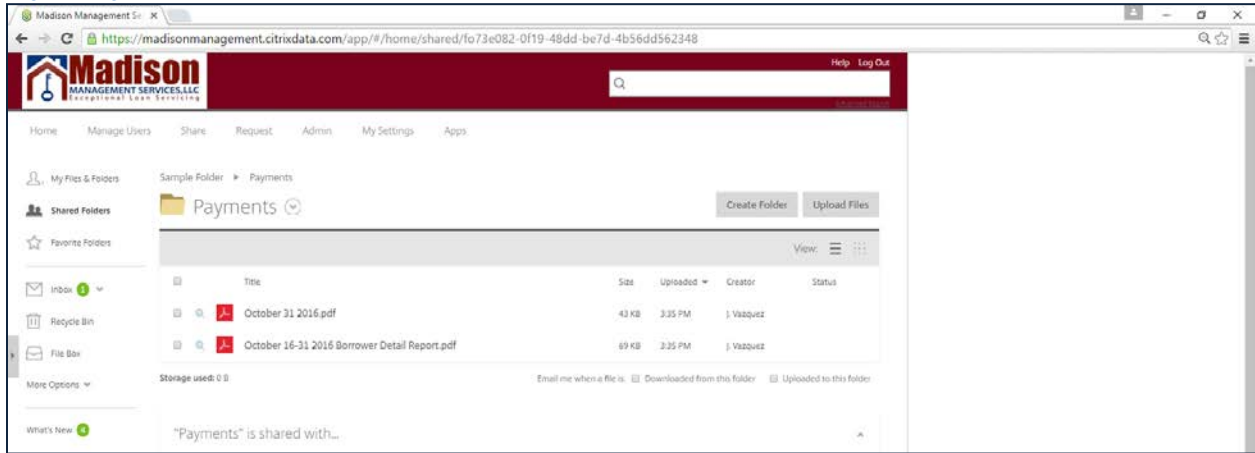 Madison Management Se
https://madisonmanagement.citrixdata.com/app/#/home/shared/fo73e082-0f19-48dd-be7d-4b56dd562348
Madison
MANAGEMENT SERVICES, LLC
Exceptional Loan Servicing
Help Log Out
Home Manage Users Share Request Admin My Settings Apps
My Files & Folders
Shared Folders
Favorite Folders
Inbox 1
Recycle Bin
File Box
More Options
What's New 4
Sample Folder Payments
Payments
Create Folder Upload Files
View:
Title Size Uploaded Creator Status
October 31 2016.pdf 43 KB 3:35 PM J. Vazquez
October 16-31 2016 Borrower Detail Report.pdf 69 KB 3:35 PM J. Vazquez
Storage used: 0 B
Email me when a file is: Downloaded from this folder Uploaded to this folder
"Payments" is shared with...